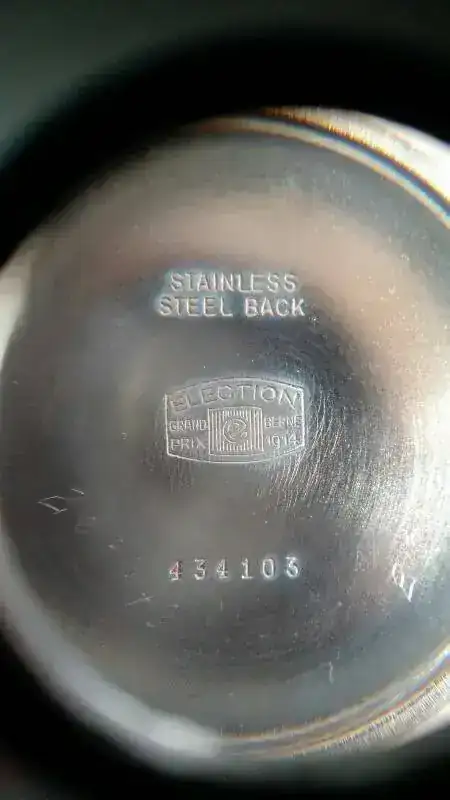 STAINLESS
STEEL BACK
ELECTION
GRAND BERNE
PRIX 1914
434103